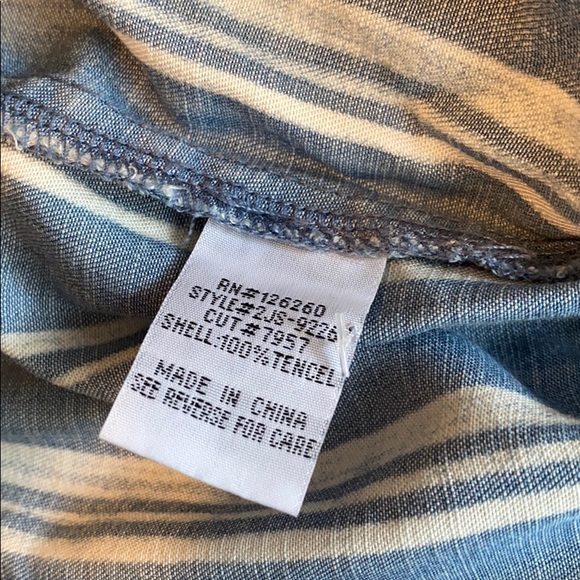 RN#126260
STYLE#2JS-9226
CUT #7957
SHELL:100%TENCEL
MADE IN CHINA
SEE REVERSE FOR CARE